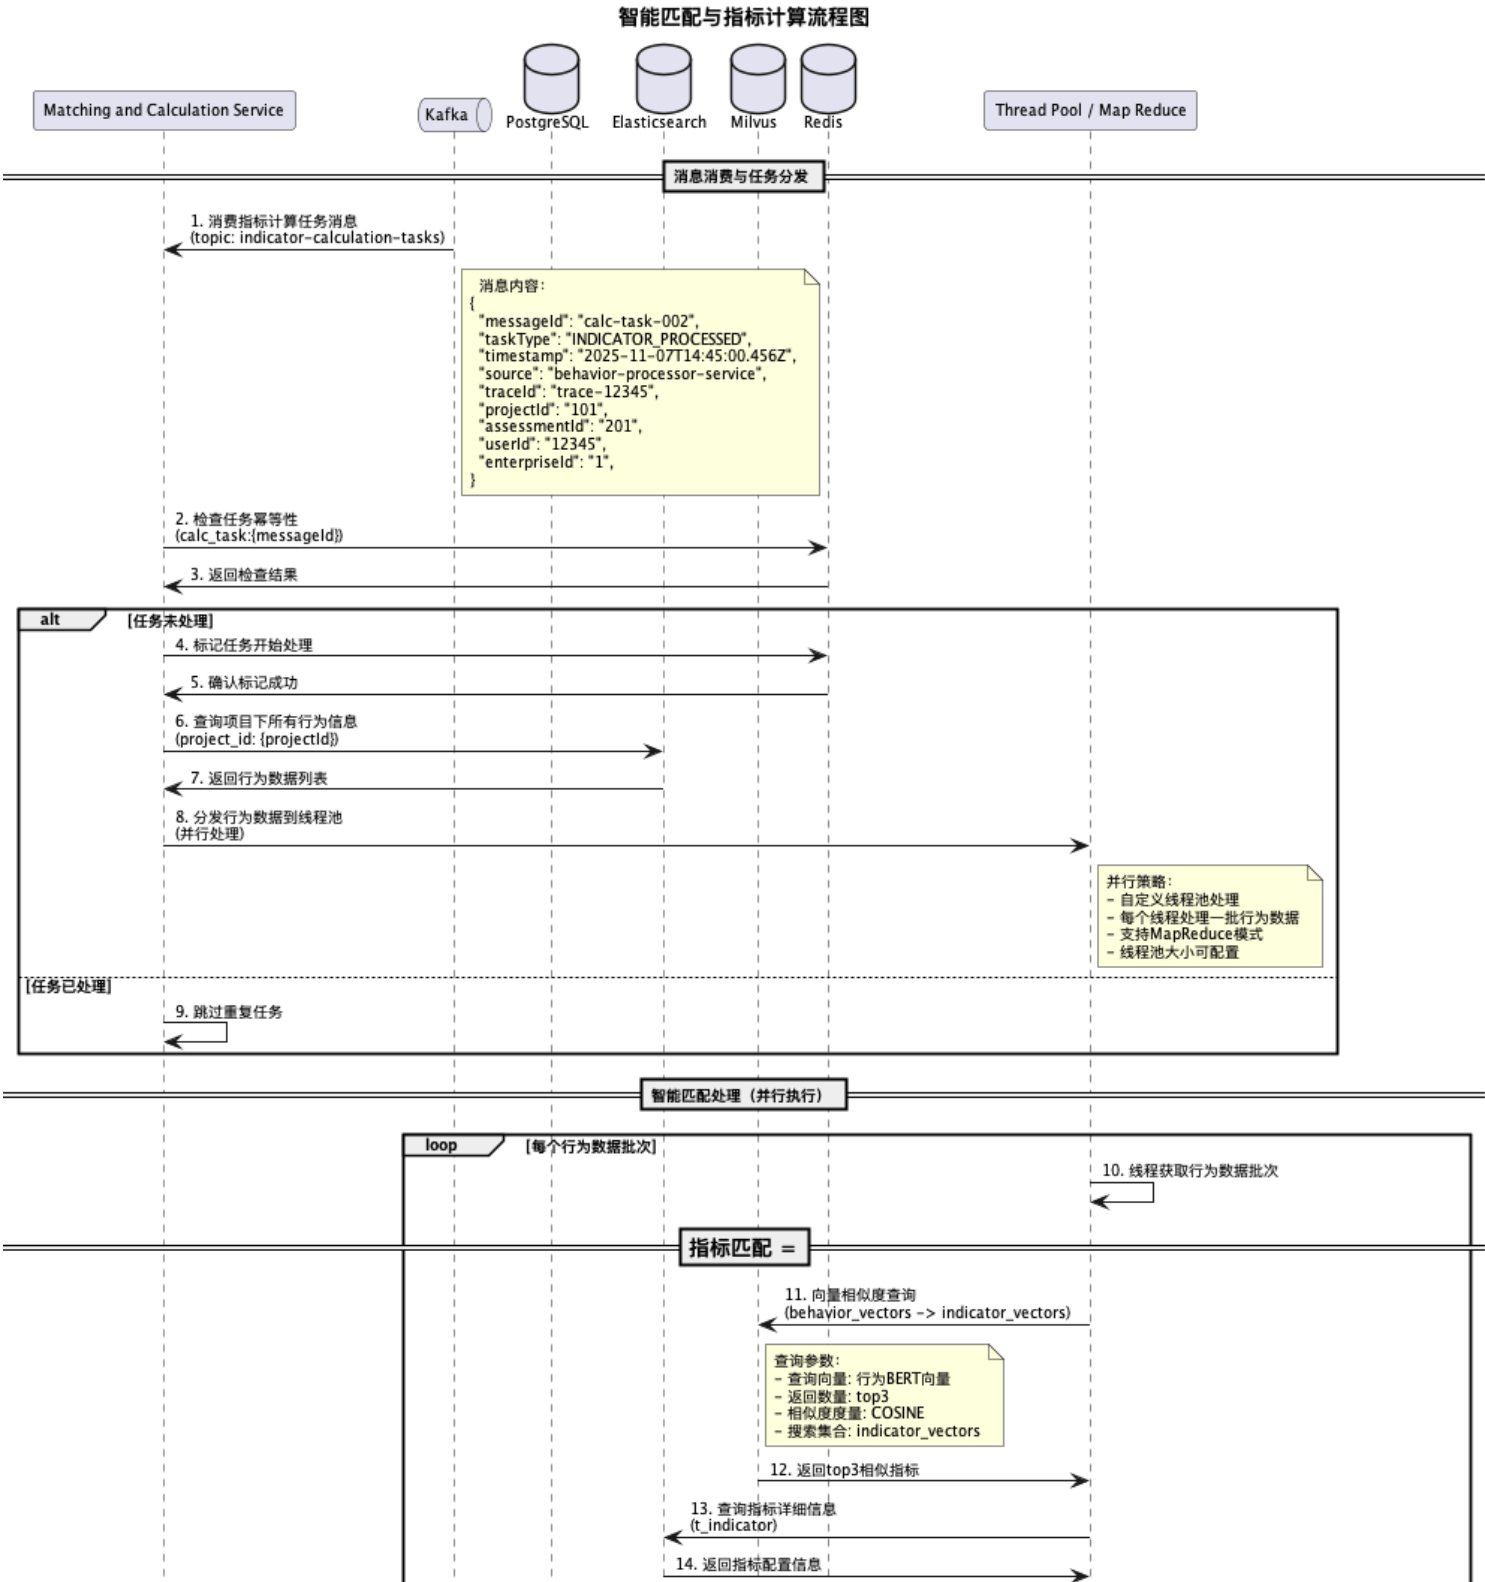 智能匹配与指标计算流程图
Matching and Calculation Service
Kafka
PostgreSQL
Elasticsearch
Milvus
Redis
Thread Pool / Map Reduce
消息消费与任务分发
1. 消费指标计算任务消息
(topic: indicator-calculation-tasks)
消息内容:
{
"messageId": "calc-task-002",
"taskType": "INDICATOR_PROCESSED",
"timestamp": "2025-11-07T14:45:00.456Z",
"source": "behavior-processor-service",
"traceId": "trace-12345",
"projectId": "101",
"assessmentId": "201",
"userId": "12345",
"enterpriseId": "1",
}
2. 检查任务幂等性
(calc_task:{messageId})
3. 返回检查结果
alt
[任务未处理]
4. 标记任务开始处理
5. 确认标记成功
6. 查询项目下所有行为信息
(project_id: {projectId})
7. 返回行为数据列表
8. 分发行为数据到线程池
(并行处理)
并行策略:
- 自定义线程池处理
- 每个线程处理一批行为数据
- 支持MapReduce模式
- 线程池大小可配置
[任务已处理]
9. 跳过重复任务
智能匹配处理（并行执行）
loop
[每个行为数据批次]
10. 线程获取行为数据批次
指标匹配 =
11. 向量相似度查询
(behavior_vectors -> indicator_vectors)
查询参数:
- 查询向量: 行为BERT向量
- 返回数量: top3
- 相似度度量: COSINE
- 搜索集合: indicator_vectors
12. 返回top3相似指标
13. 查询指标详细信息
(t_indicator)
14. 返回指标配置信息